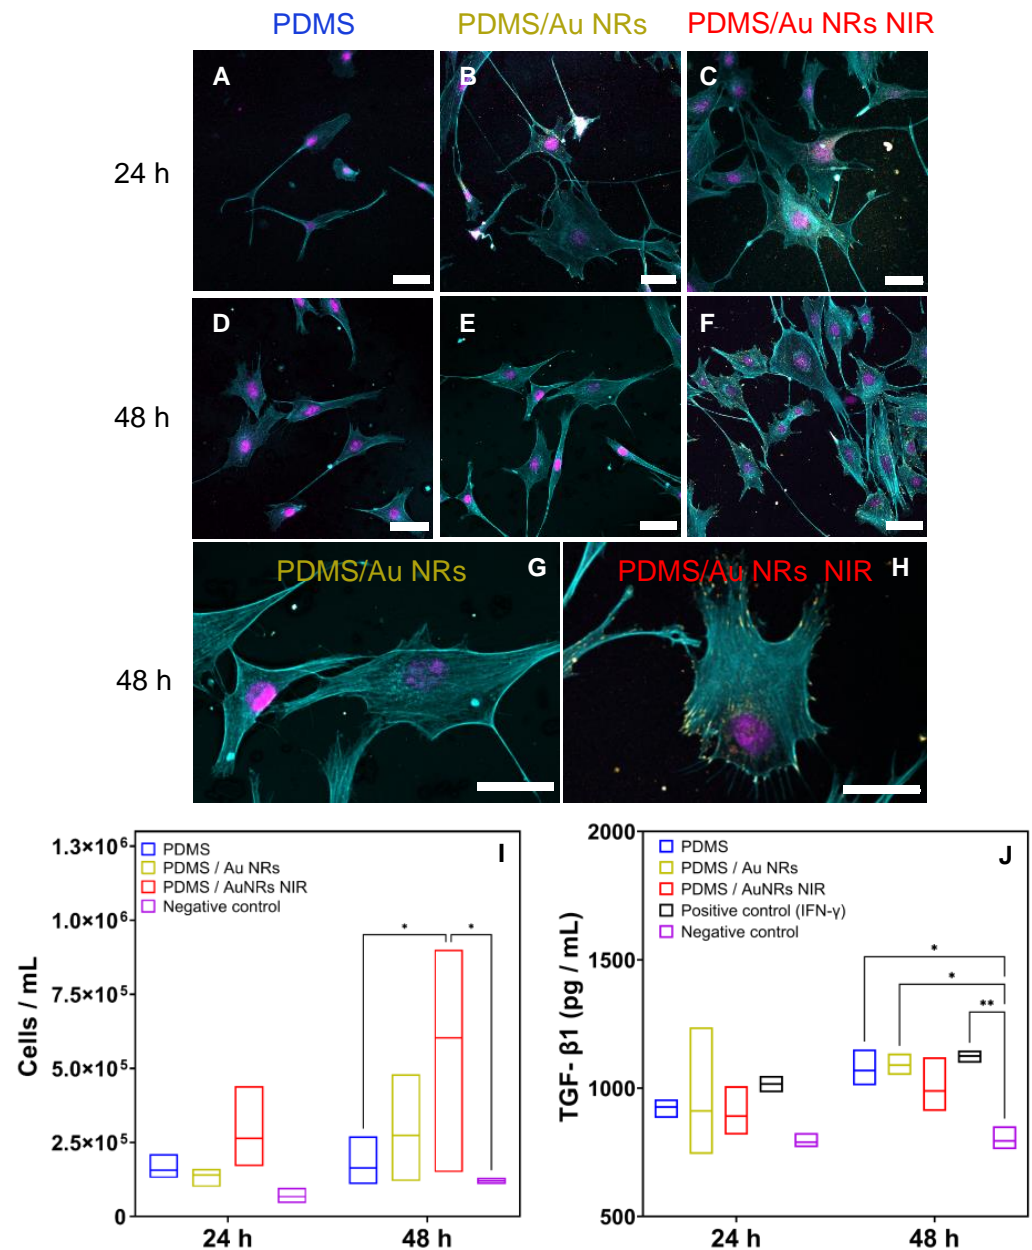 PDMS PDMS/Au NRs PDMS/Au NRs NIR
24 h
A B C
48 h
D E F
48 h
PDMS/Au NRs G
PDMS/Au NRs NIR H
I
PDMS
PDMS / Au NRs
PDMS / AuNRs NIR
Negative control
* *
Cells / mL
1.3×10⁶
1.0×10⁶
7.5×10⁵
5.0×10⁵
2.5×10⁵
0
24 h 48 h
J
PDMS
PDMS / Au NRs
PDMS / AuNRs NIR
Positive control (IFN-γ)
Negative control
*
*
**
TGF- β1 (pg / mL)
2000
1500
1000
500
24 h 48 h